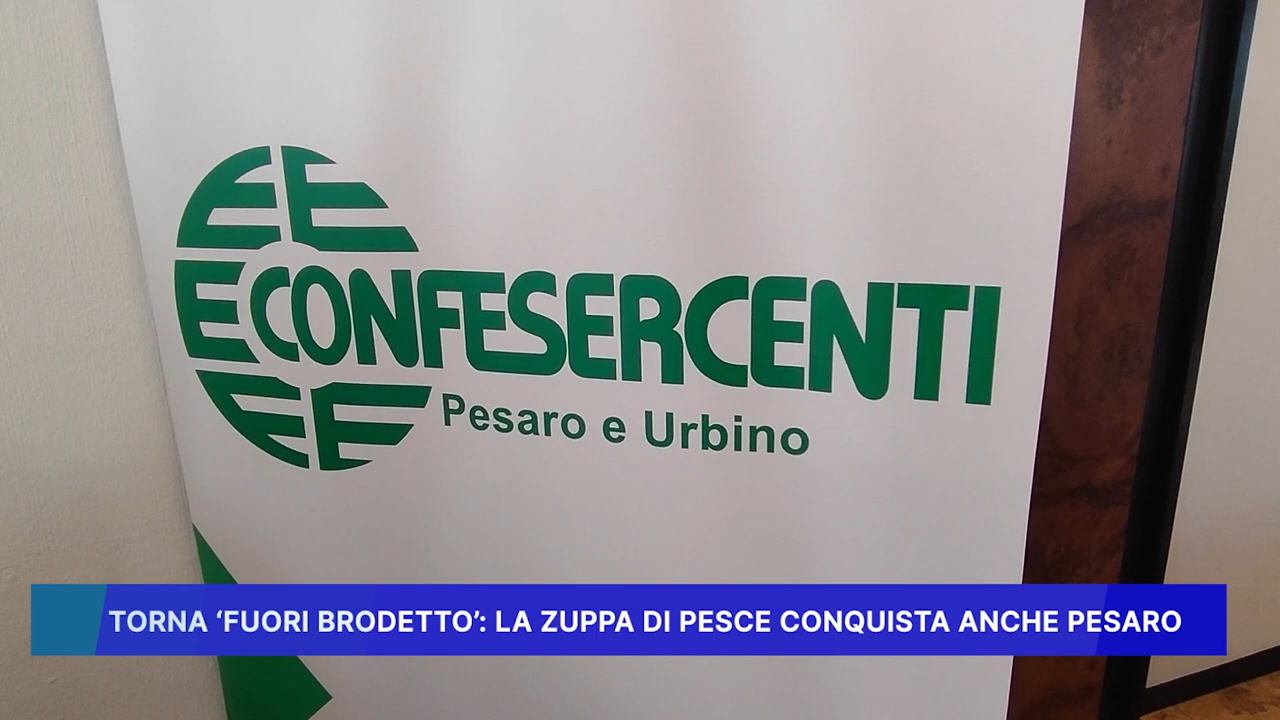 CONFESERCENTI
Pesaro e Urbino
TORNA ‘FUORI BRODETTO’: LA ZUPPA DI PESCE CONQUISTA ANCHE PESARO